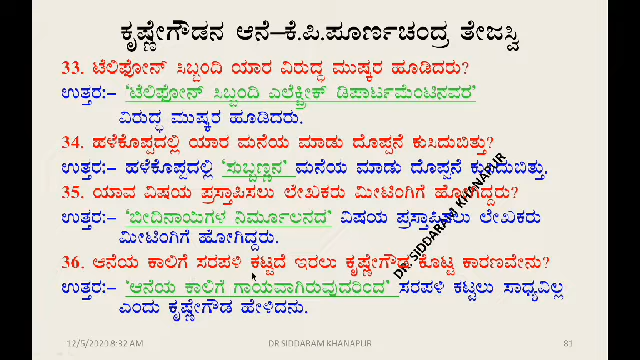 ಕೃಷ್ಣೇಗೌಡನ ಆನೆ–ಕೆ.ಪಿ.ಪೂರ್ಣಚಂದ್ರ ತೇಜಸ್ವಿ
33. ಟೆಲಿಫೋನ್ ಸಿಬ್ಬಂದಿ ಯಾರ ವಿರುದ್ಧ ಮುಷ್ಕರ ಹೂಡಿದರು?
ಉತ್ತರ:– 'ಟೆಲಿಫೋನ್ ಸಿಬ್ಬಂದಿ ಎಲೆಕ್ಟ್ರೀಕ್ ಡಿಪಾರ್ಟಮೆಂಟಿನವರ'
ವಿರುದ್ಧ ಮುಷ್ಕರ ಹೂಡಿದರು.
34. ಹಳೆಕೊಪ್ಪದಲ್ಲಿ ಯಾರ ಮನೆಯ ಮಾಡು ದೊಪ್ಪನೆ ಕುಸಿದುಬಿತ್ತು?
ಉತ್ತರ:– ಹಳೆಕೊಪ್ಪದಲ್ಲಿ 'ಸುಬ್ಬಣ್ಣನ' ಮನೆಯ ಮಾಡು ದೊಪ್ಪನೆ ಕುಸಿದುಬಿತ್ತು.
35. ಯಾವ ವಿಷಯ ಪ್ರಸ್ತಾಪಿಸಲು ಲೇಖಕರು ಮೀಟಿಂಗಿಗೆ ಹೋಗಿದ್ದರು?
ಉತ್ತರ:– 'ಬೀದಿನಾಯಿಗಳ ನಿರ್ಮೂಲನದ' ವಿಷಯ ಪ್ರಸ್ತಾಪಿಸಲು ಲೇಖಕರು
ಮೀಟಿಂಗಿಗೆ ಹೋಗಿದ್ದರು.
36. ಆನೆಯ ಕಾಲಿಗೆ ಸರಪಳಿ ಕಟ್ಟದೆ ಇರಲು ಕೃಷ್ಣೇಗೌಡ ಕೊಟ್ಟ ಕಾರಣವೇನು?
ಉತ್ತರ:– 'ಆನೆಯ ಕಾಲಿಗೆ ಗಾಯವಾಗಿರುವುದರಿಂದ' ಸರಪಳಿ ಕಟ್ಟಲು ಸಾಧ್ಯವಿಲ್ಲ
ಎಂದು ಕೃಷ್ಣೇಗೌಡ ಹೇಳಿದನು.
DR. SIDDARAM KHANAPUR
12/5/2020 8:32 AM DR SIDDARAM KHANAPUR 81